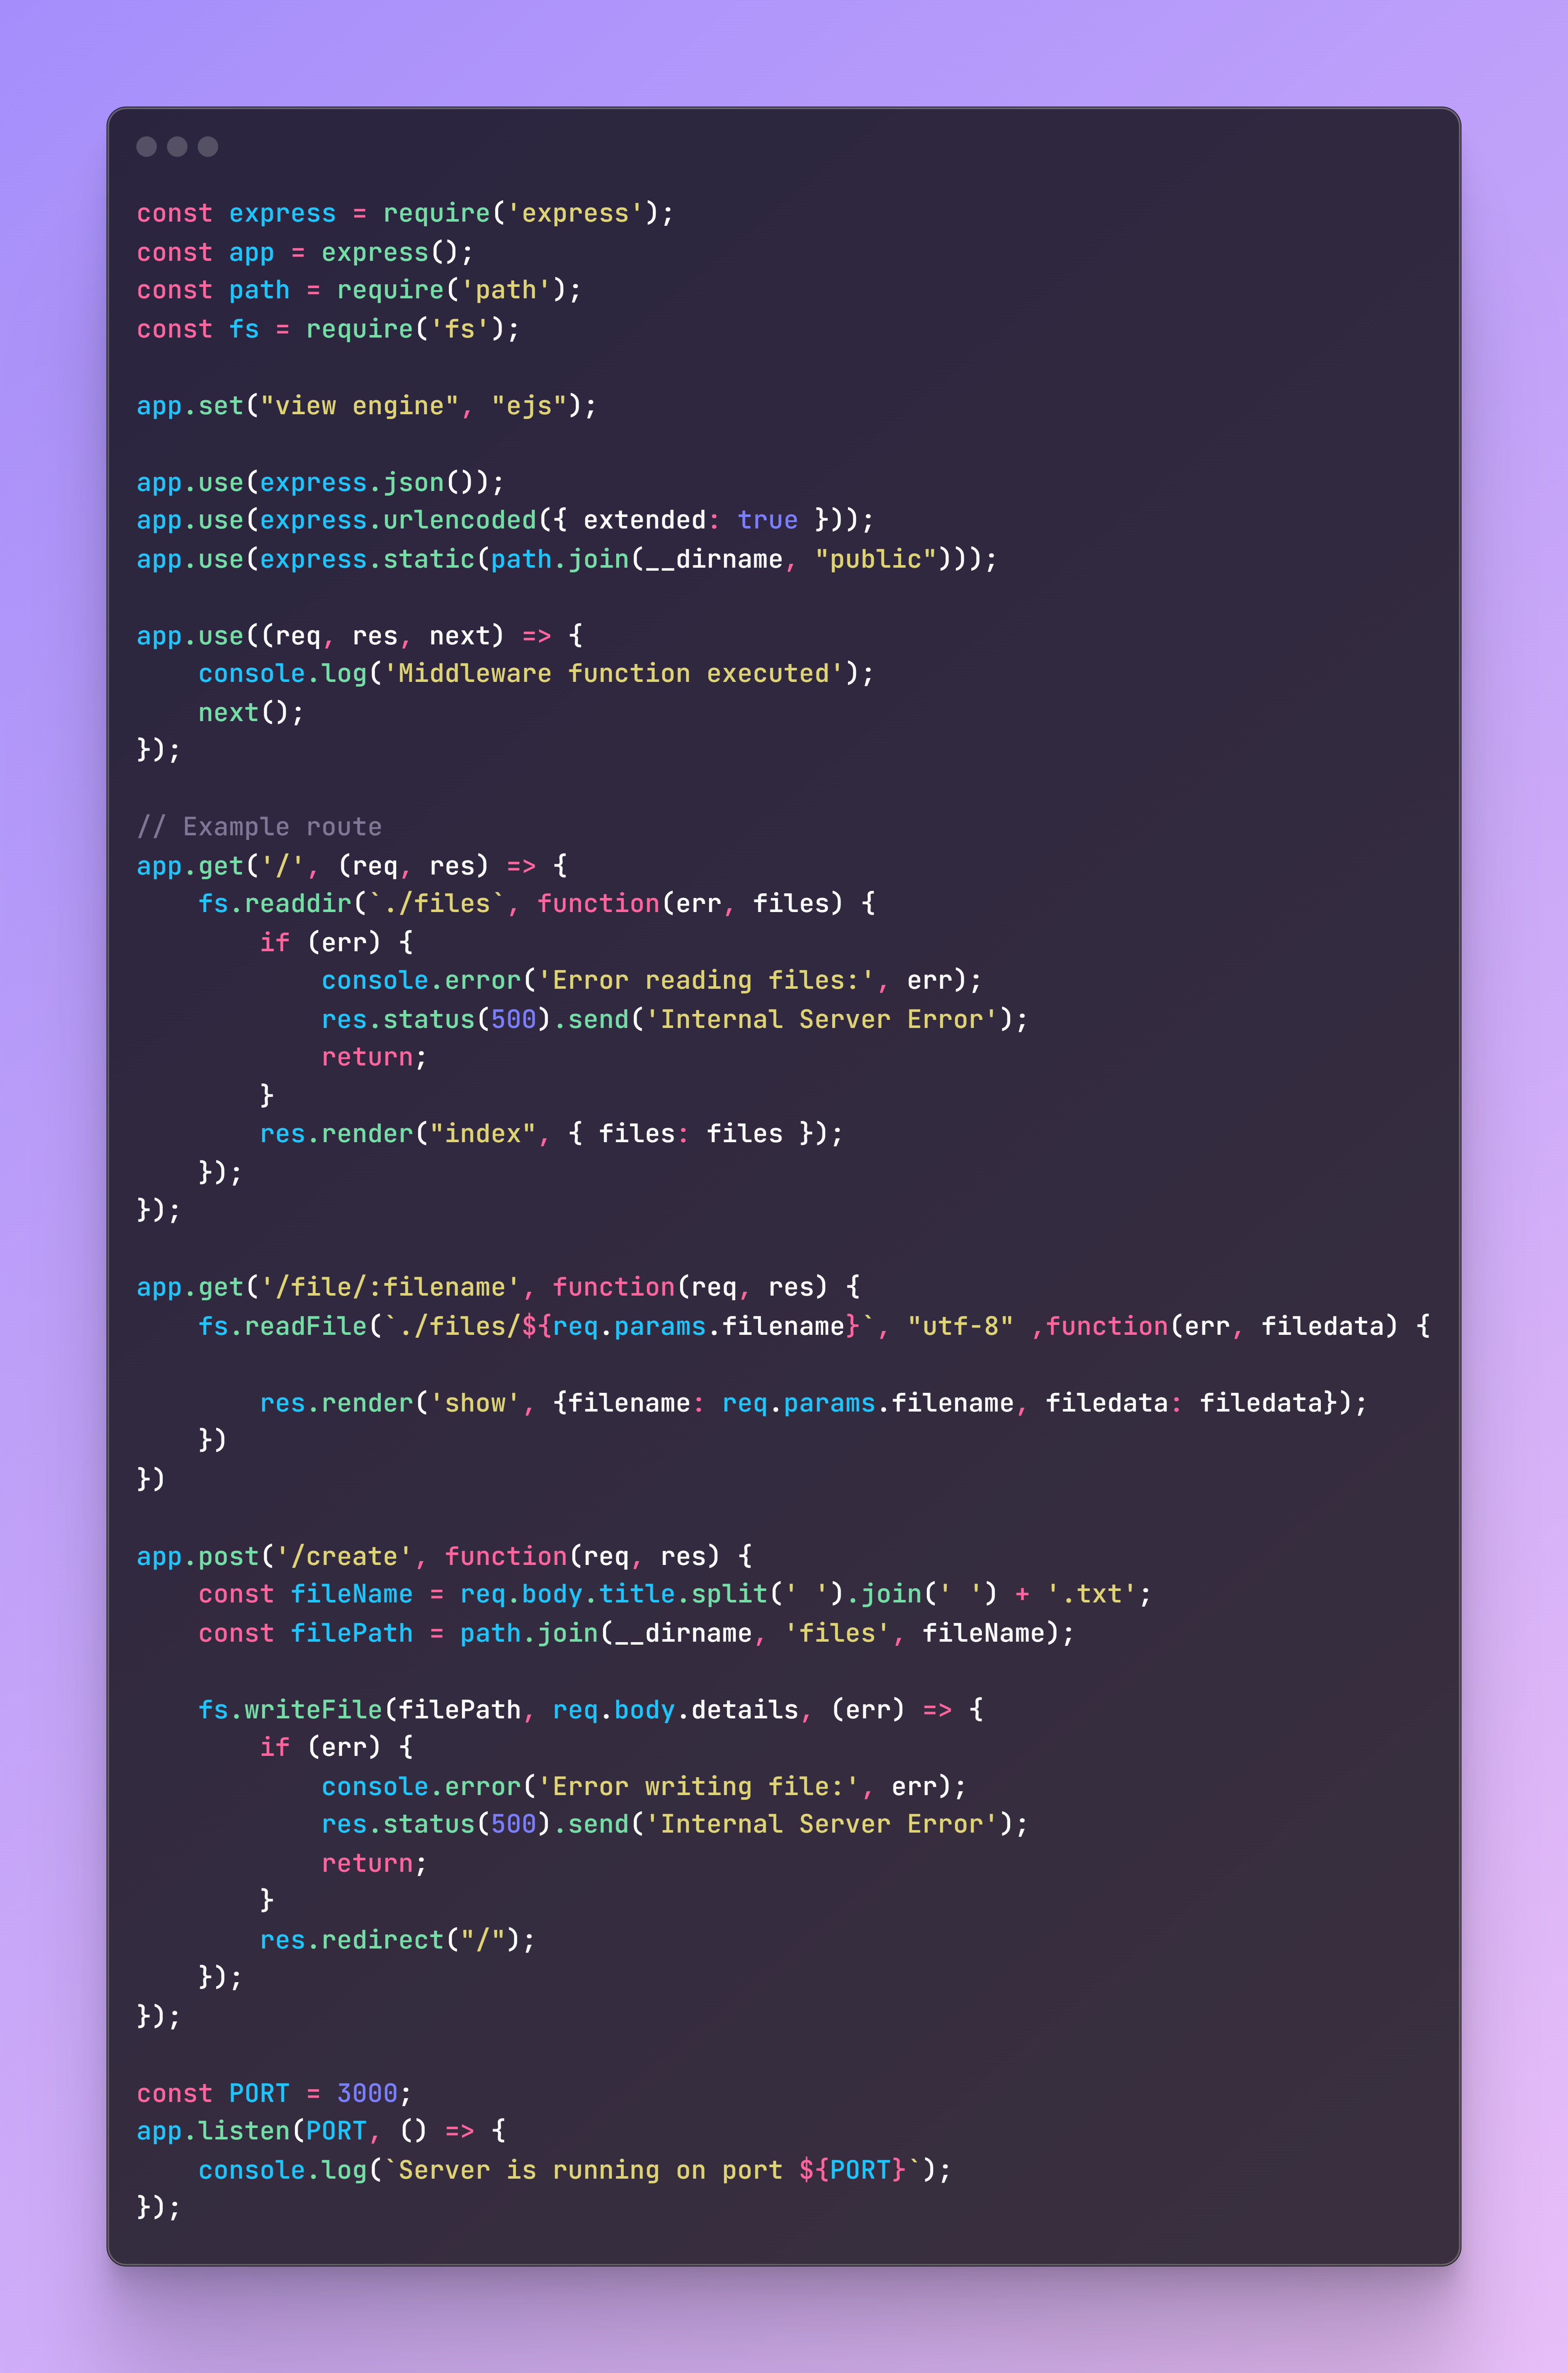 const express = require('express');
const app = express();
const path = require('path');
const fs = require('fs');

app.set("view engine", "ejs");

app.use(express.json());
app.use(express.urlencoded({ extended: true }));
app.use(express.static(path.join(__dirname, "public")));

app.use((req, res, next) => {
    console.log('Middleware function executed');
    next();
});

// Example route
app.get('/', (req, res) => {
    fs.readdir(`./files`, function(err, files) {
        if (err) {
            console.error('Error reading files:', err);
            res.status(500).send('Internal Server Error');
            return;
        }
        res.render("index", { files: files });
    });
});

app.get('/file/:filename', function(req, res) {
    fs.readFile(`./files/${req.params.filename}`, "utf-8" ,function(err, filedata) {

        res.render('show', {filename: req.params.filename, filedata: filedata});
    })
})

app.post('/create', function(req, res) {
    const fileName = req.body.title.split(' ').join(' ') + '.txt';
    const filePath = path.join(__dirname, 'files', fileName);

    fs.writeFile(filePath, req.body.details, (err) => {
        if (err) {
            console.error('Error writing file:', err);
            res.status(500).send('Internal Server Error');
            return;
        }
        res.redirect("/");
    });
});

const PORT = 3000;
app.listen(PORT, () => {
    console.log(`Server is running on port ${PORT}`);
});